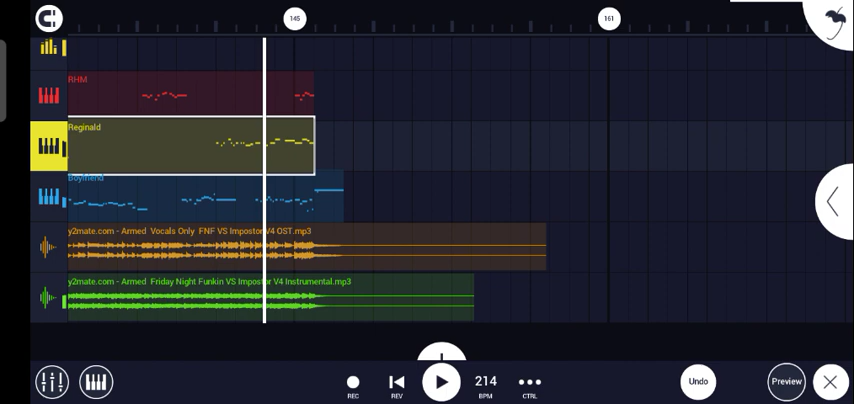 145
161
RHM
Reginald
Boyfriend
y2mate.com - Armed Vocals Only FNF VS Impostor V4 OST.mp3
y2mate.com - Armed Friday Night Funkin VS Impostor V4 Instrumental.mp3
REC
REV
214
BPM
CTRL
Undo
Preview